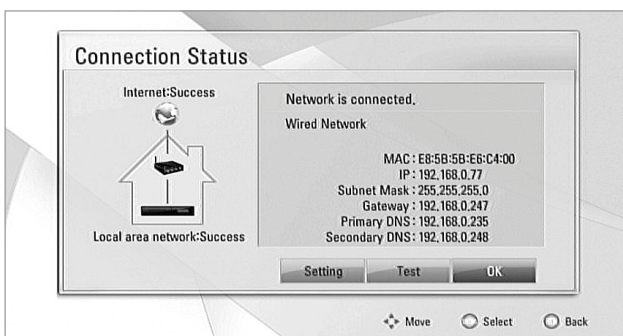 Connection Status
Internet:Success
Local area network:Success
Network is connected.
Wired Network
MAC : E8:5B:5B:E6:C4:00
IP : 192.168.0.77
Subnet Mask : 255.255.255.0
Gateway : 192.168.0.247
Primary DNS : 192.168.0.235
Secondary DNS : 192.168.0.248
Setting
Test
OK
Move
Select
Back